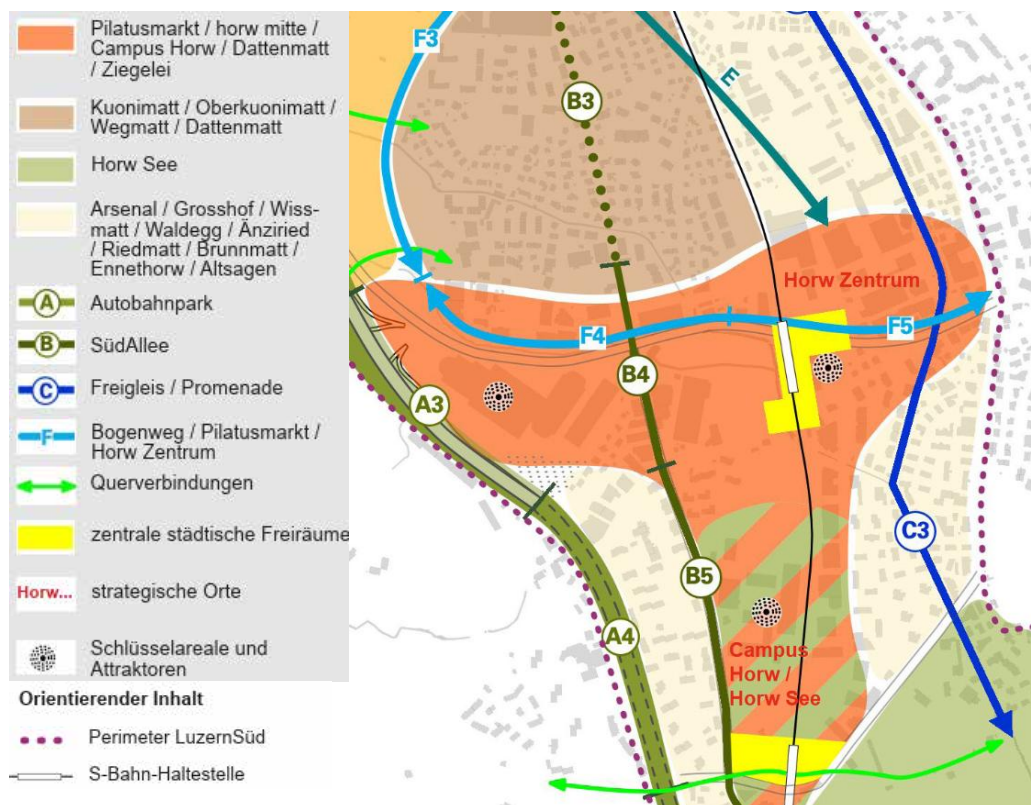 Pilatusmarkt / horw mitte /
Campus Horw / Dattenmatt
/ Ziegelei
Kuonimatt / Oberkuonimatt /
Wegmatt / Dattenmatt
Horw See
Arsenal / Grosshof / Wiss-
matt / Waldegg / Änziried
/ Riedmatt / Brunnmatt /
Ennethorw / Altsagen
A Autobahnpark
B SüdAllee
C Freigleis / Promenade
F Bogenweg / Pilatusmarkt /
Horw Zentrum
Querverbindungen
zentrale städtische Freiräume
Horw... strategische Orte
Schlüsselareale und
Attraktoren
Orientierender Inhalt
Perimeter LuzernSüd
S-Bahn-Haltestelle
F3
E
B3
Horw Zentrum
F4
F5
B4
A3
C3
B5
A4
Campus
Horw /
Horw See